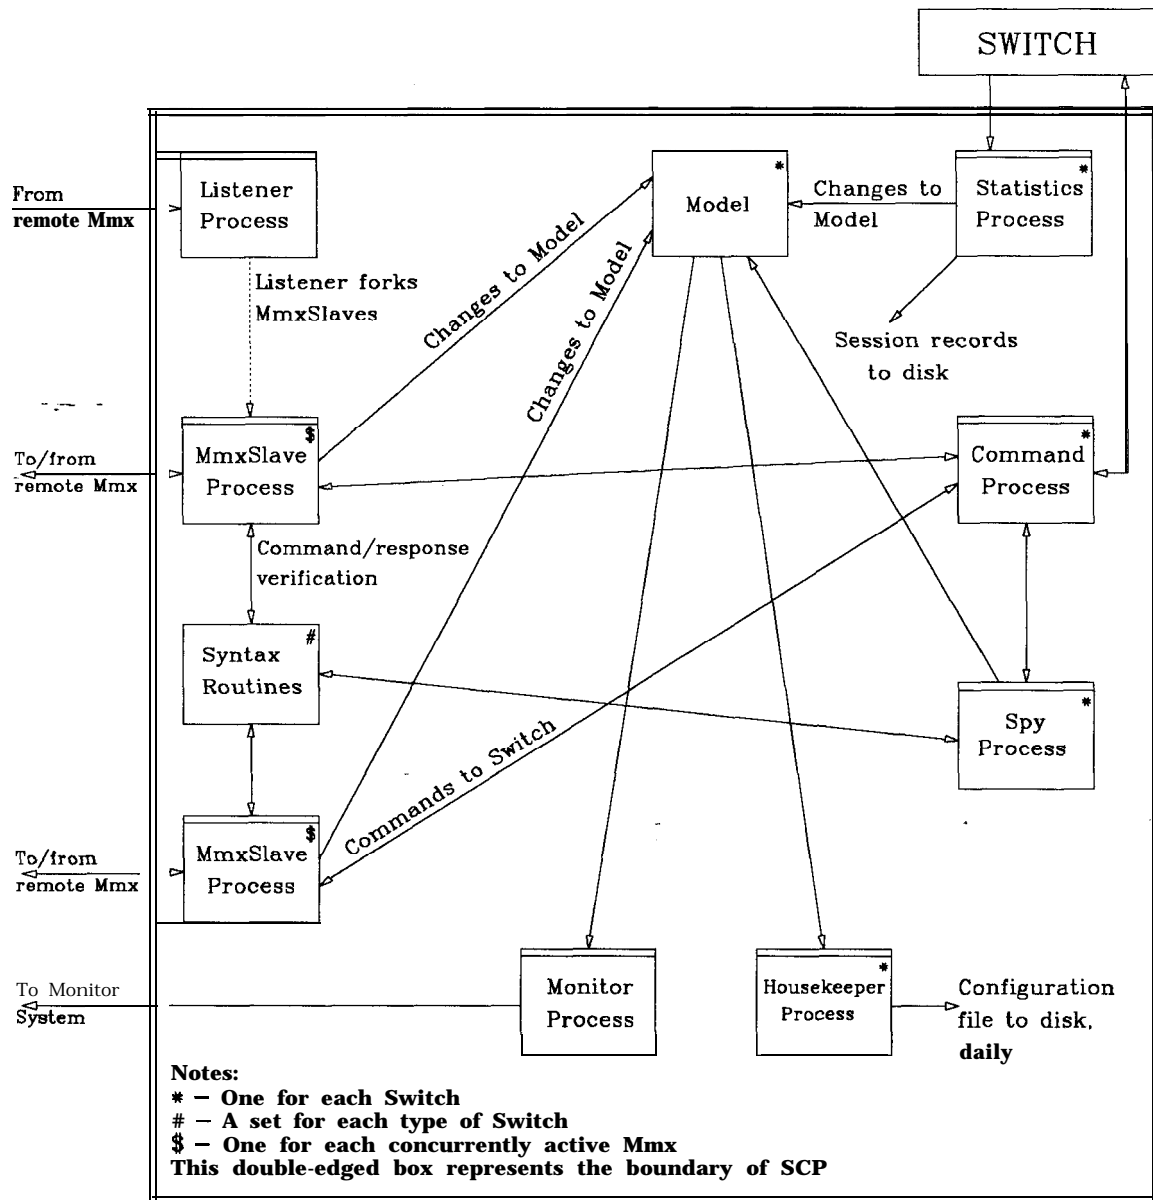 SWITCH
From
remote Mmx
Listener
Process
Model
*
Changes to
Model
*
Statistics
Process
Listener forks
MmxSlaves
Changes to Model
Changes to Model
Session records
to disk
To/from
remote Mmx
$
MmxSlave
Process
*
Command
Process
Command/response
verification
#
Syntax
Routines
*
Spy
Process
Commands to Switch
To/from
remote Mmx
$
MmxSlave
Process
To Monitor
System
Monitor
Process
*
Housekeeper
Process
Configuration
file to disk,
daily
Notes:
* – One for each Switch
# – A set for each type of Switch
$ – One for each concurrently active Mmx
This double-edged box represents the boundary of SCP